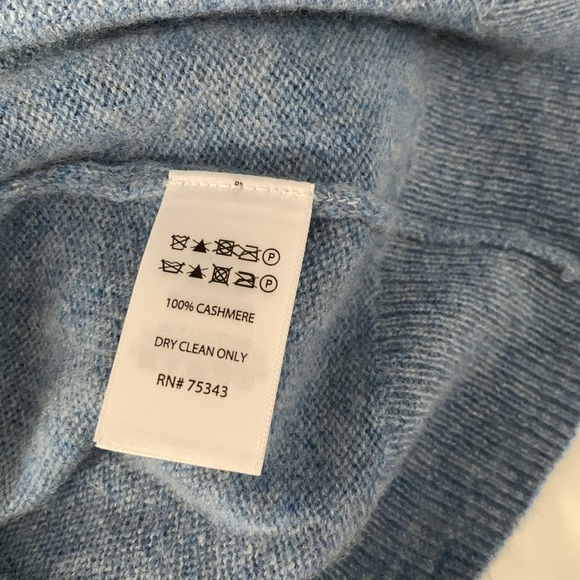 P
P
100% CASHMERE
DRY CLEAN ONLY
RN# 75343